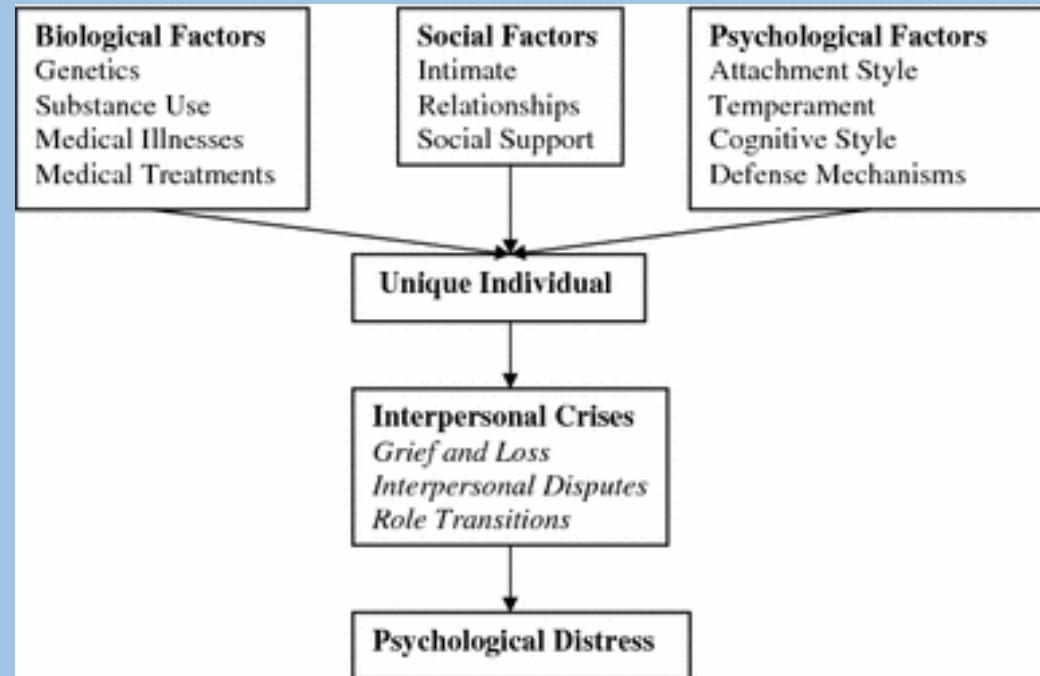 Biological Factors
Genetics
Substance Use
Medical Illnesses
Medical Treatments
Social Factors
Intimate
Relationships
Social Support
Psychological Factors
Attachment Style
Temperament
Cognitive Style
Defense Mechanisms
Unique Individual
Interpersonal Crises
Grief and Loss
Interpersonal Disputes
Role Transitions
Psychological Distress